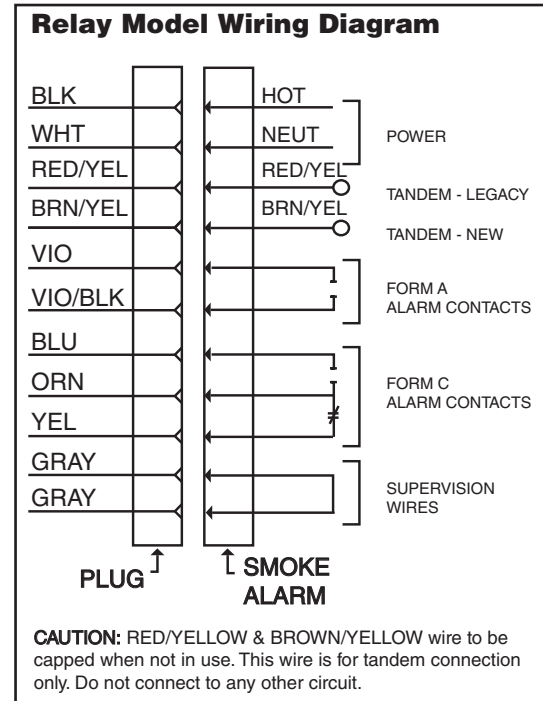 Relay Model Wiring Diagram
BLK
HOT
WHT
NEUT
POWER
RED/YEL
RED/YEL
TANDEM - LEGACY
BRN/YEL
BRN/YEL
TANDEM - NEW
VIO
VIO/BLK
FORM A
ALARM CONTACTS
BLU
ORN
FORM C
ALARM CONTACTS
YEL
GRAY
GRAY
SUPERVISION
WIRES
PLUG
SMOKE
ALARM
CAUTION: RED/YELLOW & BROWN/YELLOW wire to be
capped when not in use. This wire is for tandem connection
only. Do not connect to any other circuit.